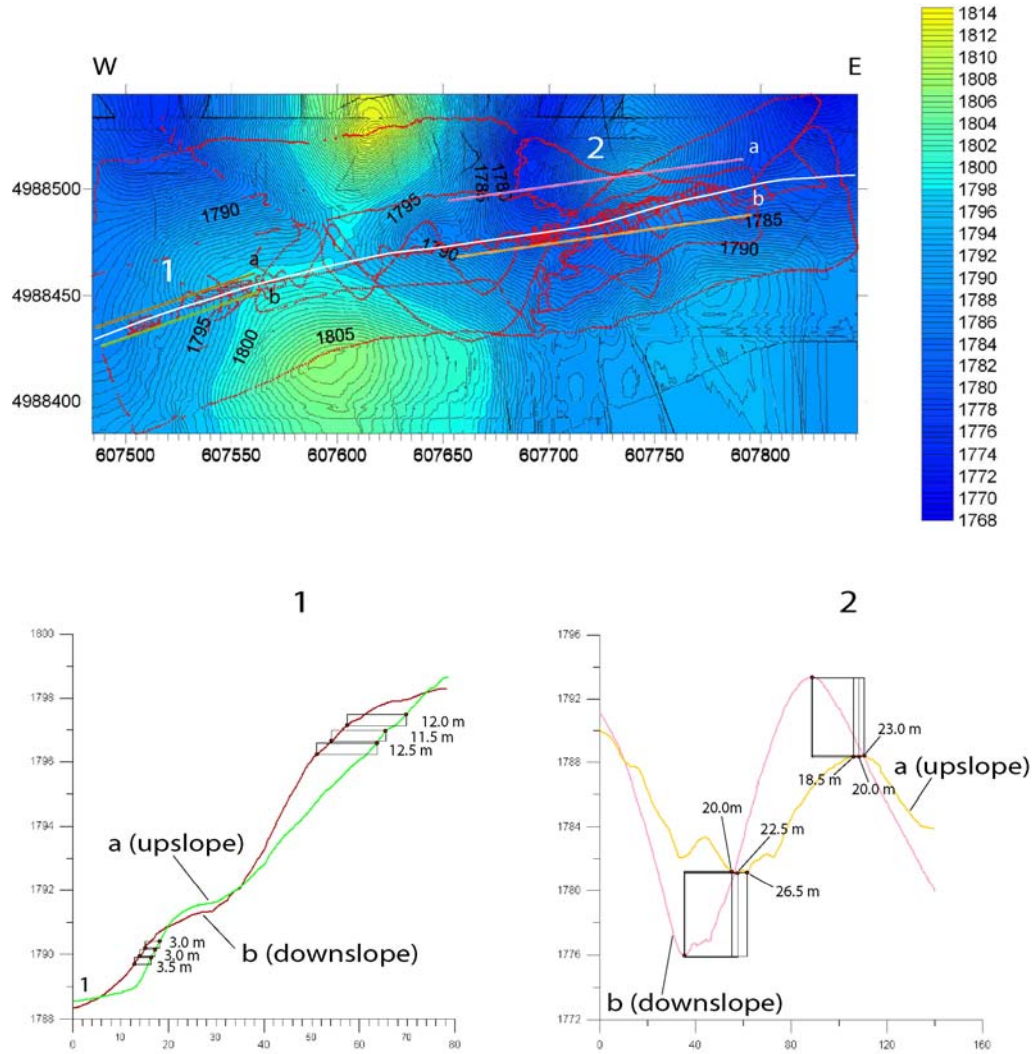 W E
1814
1812
1810
1808
1806
1804
1802
1800
1798
1796
1794
1792
1790
1788
1786
1784
1782
1780
1778
1776
1774
1772
1770
1768
4988500
4988450
4988400
607500 607550 607600 607650 607700 607750 607800
1790
1795
1785
1785
1790
1785
1790
1795
1800
1805
1
a
b
2
a
b
1
1800
1798
1796
1794
1792
1790
1788
0 10 20 30 40 50 60 70 80
12.0 m
11.5 m
12.5 m
a (upslope)
b (downslope)
3.0 m
3.0 m
3.5 m
1
2
1796
1792
1788
1784
1780
1776
1772
0 40 80 120 160
23.0 m
18.5 m
20.0 m
a (upslope)
20.0m
22.5 m
26.5 m
b (downslope)